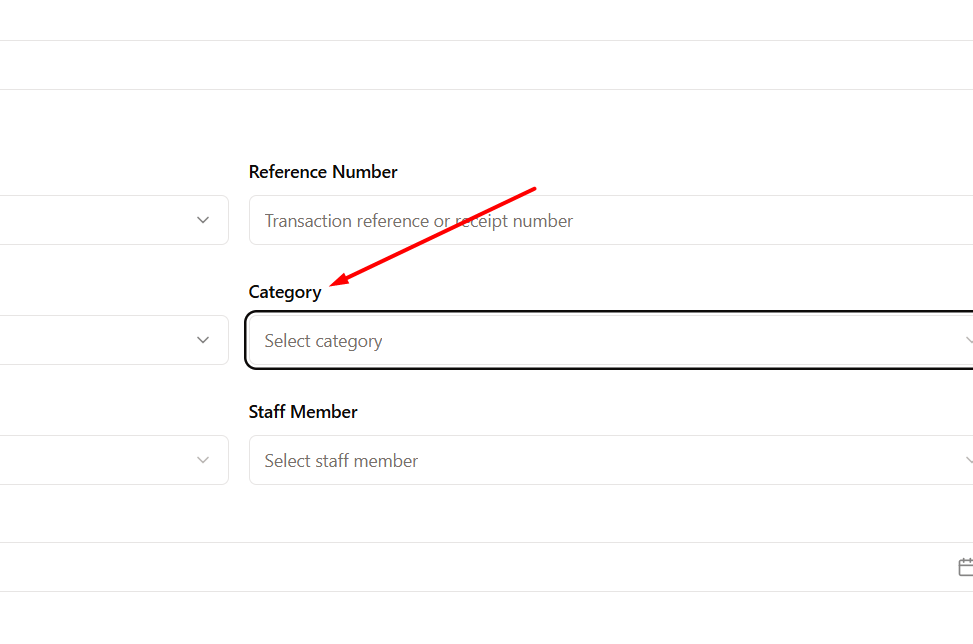 Reference Number
Transaction reference or receipt number
Category
Select category
Staff Member
Select staff member